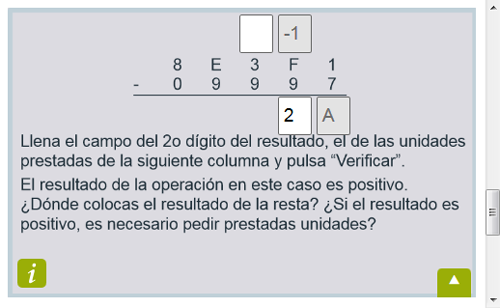 -1
8 E 3 F 1
- 0 9 9 9 7
2 A
Llena el campo del 2o dígito del resultado, el de las unidades
prestadas de la siguiente columna y pulsa “Verificar”.
El resultado de la operación en este caso es positivo.
¿Dónde colocas el resultado de la resta? ¿Si el resultado es
positivo, es necesario pedir prestadas unidades?
i